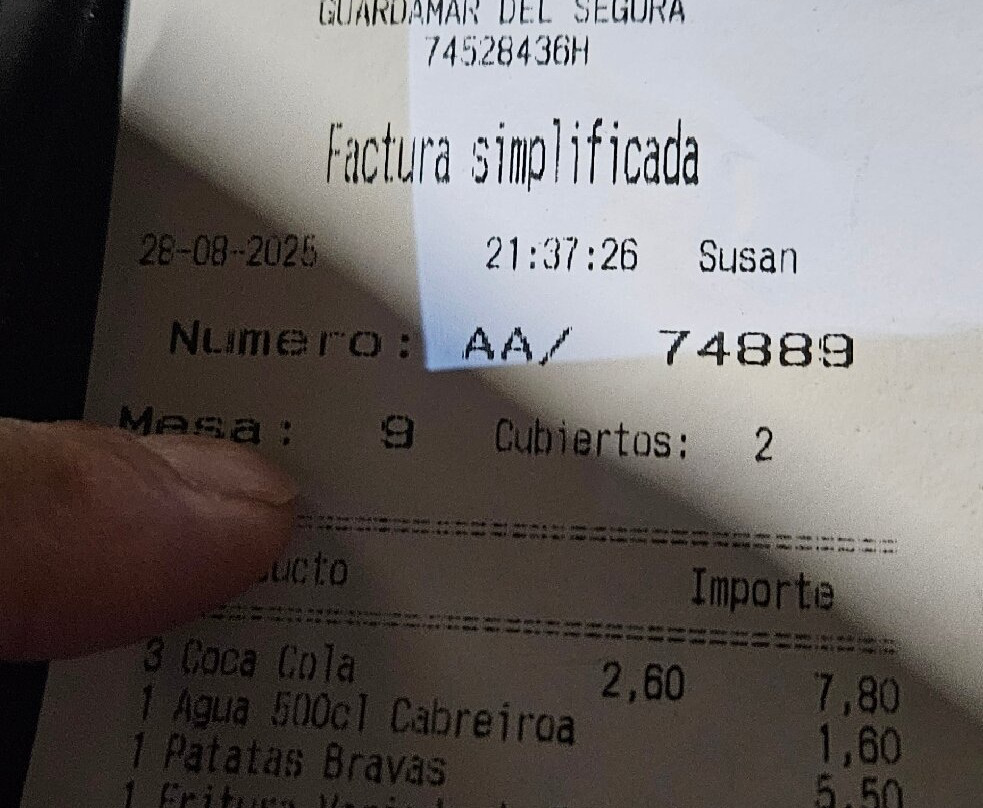 GUARDAMAR DEL SEGURA
74528436H
Factura simplificada
28-08-2025 21:37:26 Susan
Numero: AA/ 74889
Mesa: 9 Cubiertos: 2
Importe
3 Coca Cola 2,60 7,80
1 Agua 500cl Cabreiroa 1,60
1 Patatas Bravas 5,50
1 Fritura